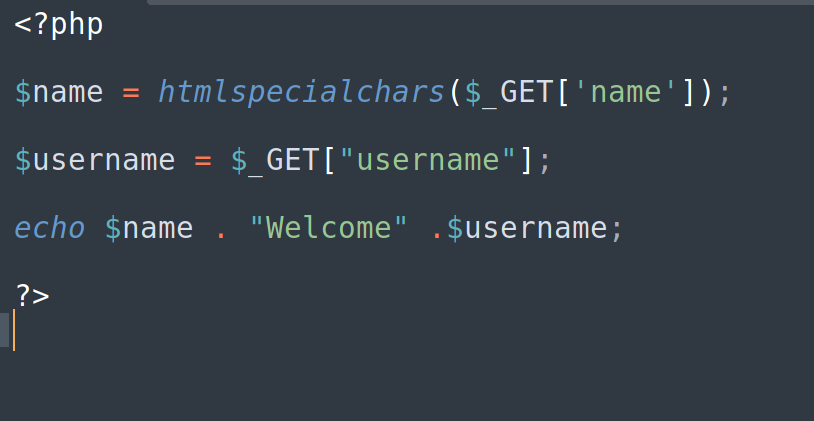 <?php
$name = htmlspecialchars($_GET['name']);
$username = $_GET["username"];
echo $name . "Welcome" .$username;
?>